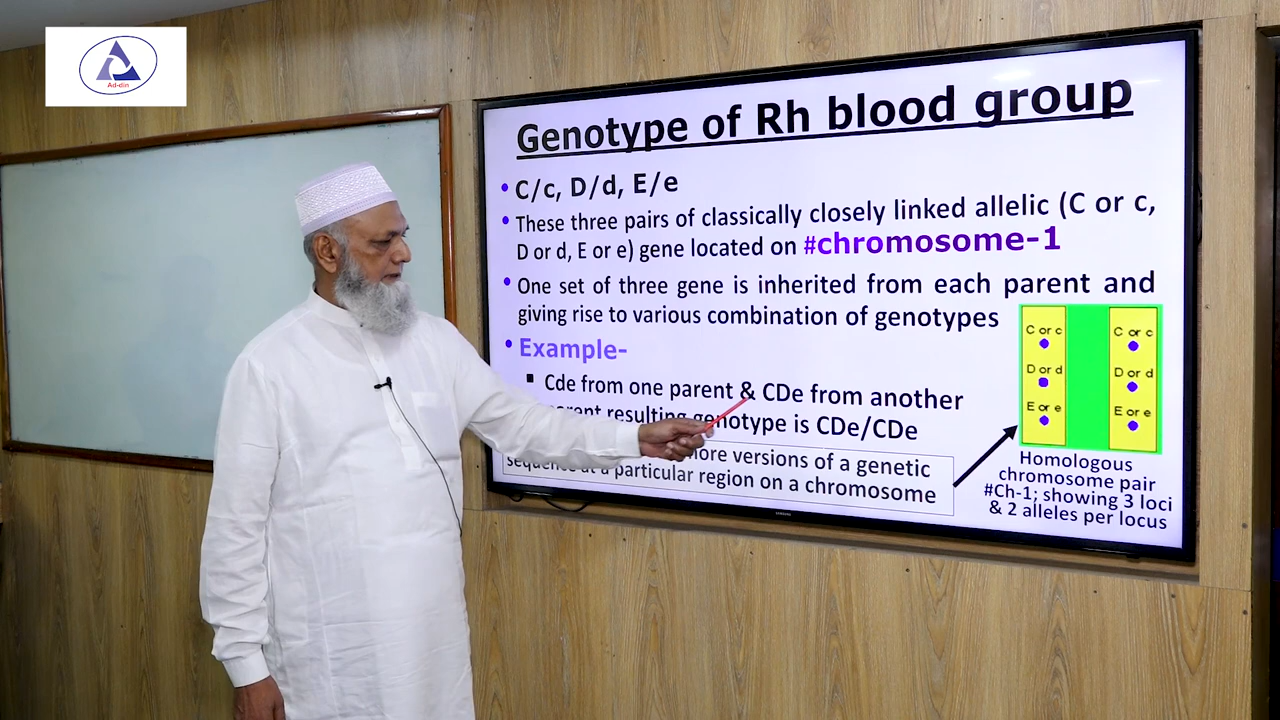 Ad-din
Genotype of Rh blood group
• C/c, D/d, E/e
• These three pairs of classically closely linked allelic (C or c,
D or d, E or e) gene located on #chromosome-1
• One set of three gene is inherited from each parent and
giving rise to various combination of genotypes
• Example-
▪ Cde from one parent & CDe from another
parent resulting genotype is CDe/CDe
more versions of a genetic
sequence at a particular region on a chromosome
C or c
D or d
E or e
C or c
D or d
E or e
Homologous
chromosome pair
#Ch-1; showing 3 loci
& 2 alleles per locus
SAMSUNG